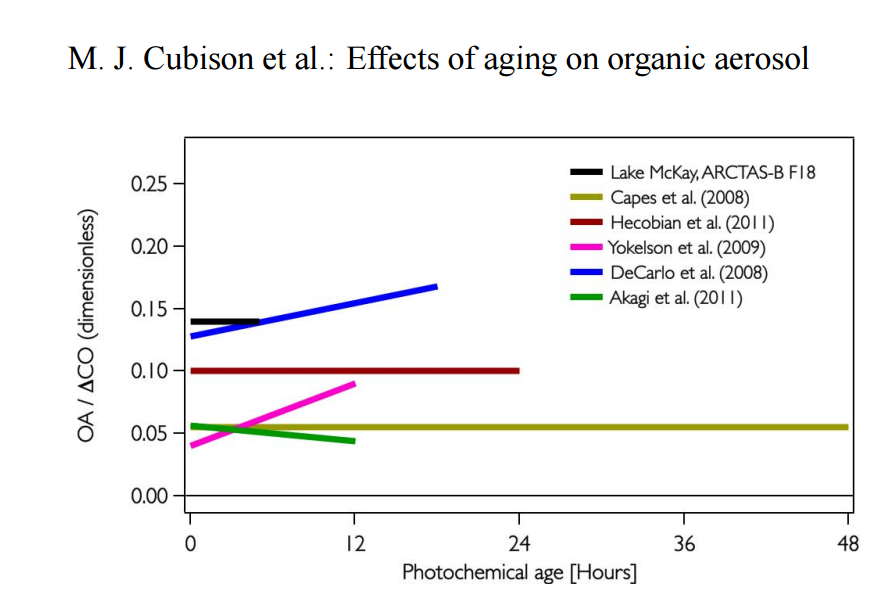 M. J. Cubison et al.: Effects of aging on organic aerosol
Lake McKay, ARCTAS-B F18
Capes et al. (2008)
Hecobian et al. (2011)
Yokelson et al. (2009)
DeCarlo et al. (2008)
Akagi et al. (2011)
OA / ΔCO (dimensionless)
0.25
0.20
0.15
0.10
0.05
0.00
0 12 24 36 48
Photochemical age [Hours]